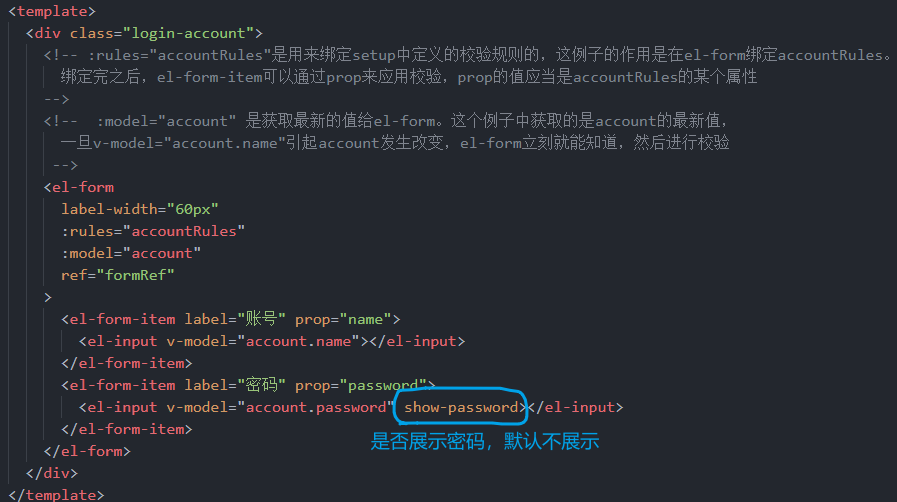 <template>
<div class="login-account">
<!-- :rules="accountRules"是用来绑定setup中定义的校验规则的，这例子的作用是在el-form绑定accountRules。
绑定完之后，el-form-item可以通过prop来应用校验，prop的值应当是accountRules的某个属性
-->
<!--  :model="account" 是获取最新的值给el-form。这个例子中获取的是account的最新值，
一旦v-model="account.name"引起account发生改变，el-form立刻就能知道，然后进行校验
-->
<el-form
label-width="60px"
:rules="accountRules"
:model="account"
ref="formRef"
>
<el-form-item label="账号" prop="name">
<el-input v-model="account.name"></el-input>
</el-form-item>
<el-form-item label="密码" prop="password">
<el-input v-model="account.password" show-password></el-input>
</el-form-item>
是否展示密码，默认不展示
</el-form>
</div>
</template>